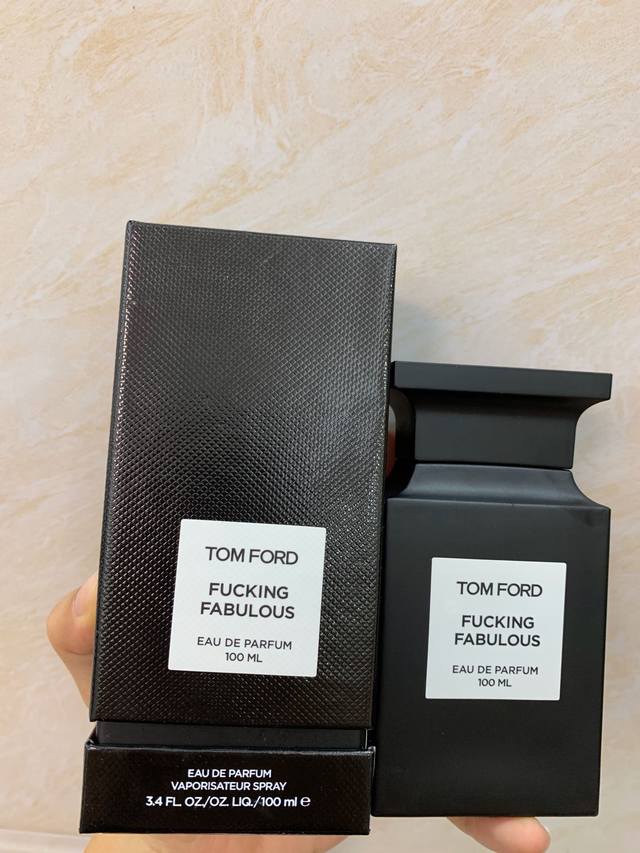 TOM FORD
FUCKING
FABULOUS
EAU DE PARFUM
100 ML
EAU DE PARFUM
VAPORISATEUR SPRAY
3.4 FL. OZ./OZ. LIQ./100 ml e
TOM FORD
FUCKING
FABULOUS
EAU DE PARFUM
100 ML